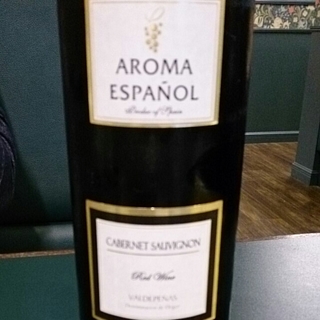 AROMA
ESPAÑOL
Product of Spain
CABERNET SAUVIGNON
Red Wine
VALDEPEÑAS